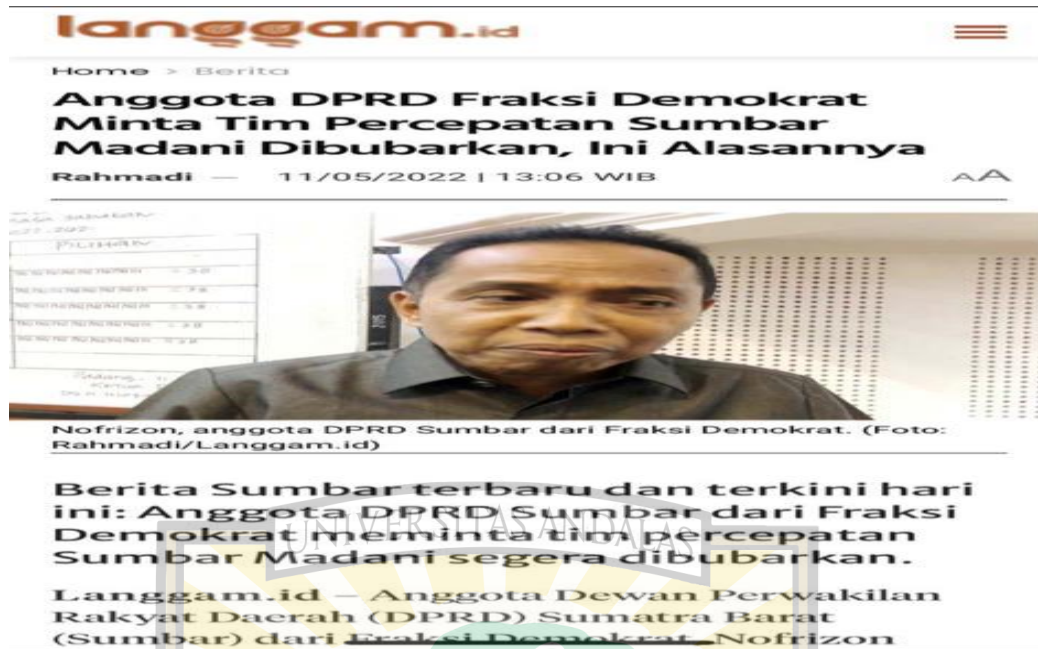 langgam.id
Home > Berita
Anggota DPRD Fraksi Demokrat
Minta Tim Percepatan Sumbar
Madani Dibubarkan, Ini Alasannya
Rahmadi — 11/05/2022 | 13:06 WIB
AA
PILIHAN
Nofrizon, anggota DPRD Sumbar dari Fraksi Demokrat. (Foto:
Rahmadi/Langgam.id)
Berita Sumbar terbaru dan terkini hari
ini: Anggota DPRD Sumbar dari Fraksi
UNIVERSITAS ANDALAS
Demokrat meminta tim percepatan
Sumbar Madani segera dibubarkan.
Langgam.id – Anggota Dewan Perwakilan
Rakyat Daerah (DPRD) Sumatra Barat
(Sumbar) dari Fraksi Demokrat, Nofrizon